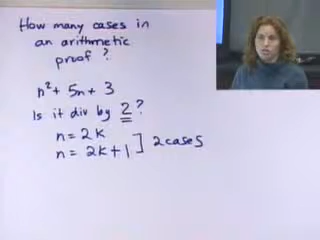 How many cases in
an arithmetic
proof?
n² + 5n + 3
Is it div by 2?
n = 2k
n = 2k + 1 ] 2 cases